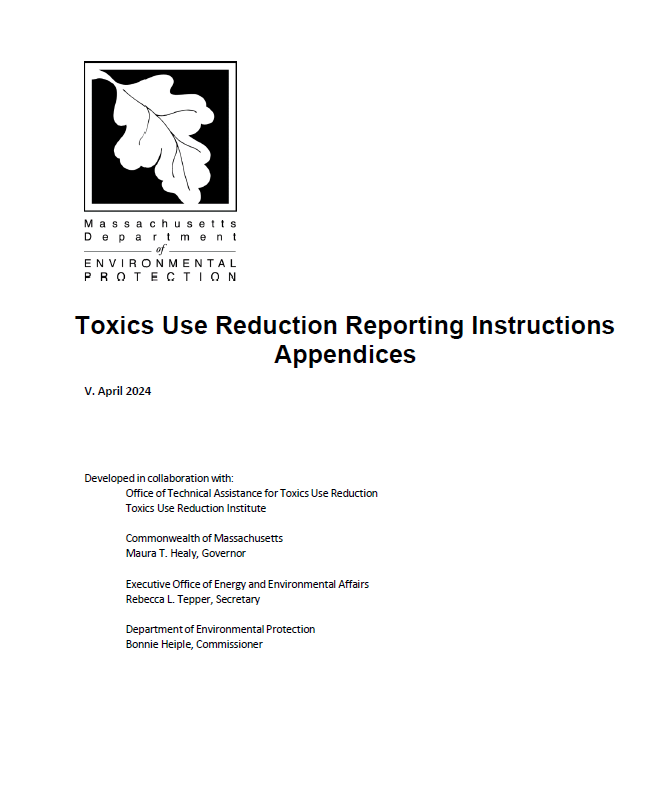 Massachusetts
Department
of
ENVIRONMENTAL
PROTECTION
Toxics Use Reduction Reporting Instructions
Appendices
V. April 2024
Developed in collaboration with:
Office of Technical Assistance for Toxics Use Reduction
Toxics Use Reduction Institute
Commonwealth of Massachusetts
Maura T. Healy, Governor
Executive Office of Energy and Environmental Affairs
Rebecca L. Tepper, Secretary
Department of Environmental Protection
Bonnie Heiple, Commissioner